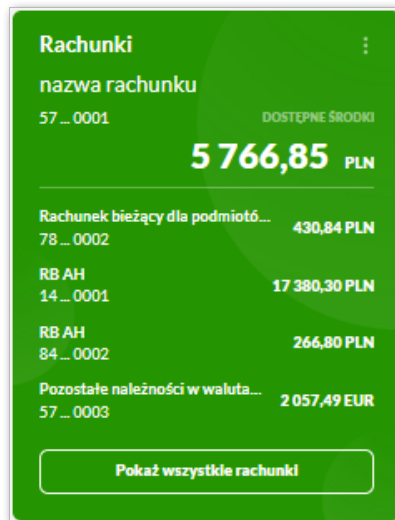 Rachunki
nazwa rachunku
57 ... 0001 DOSTĘPNE ŚRODKI
5 766,85 PLN
Rachunek bieżący dla podmiotó... 430,84 PLN
78 ... 0002
RB AH 17 380,30 PLN
14 ... 0001
RB AH 266,80 PLN
84 ... 0002
Pozostałe należności w waluta... 2 057,49 EUR
57 ... 0003
Pokaż wszystkie rachunki